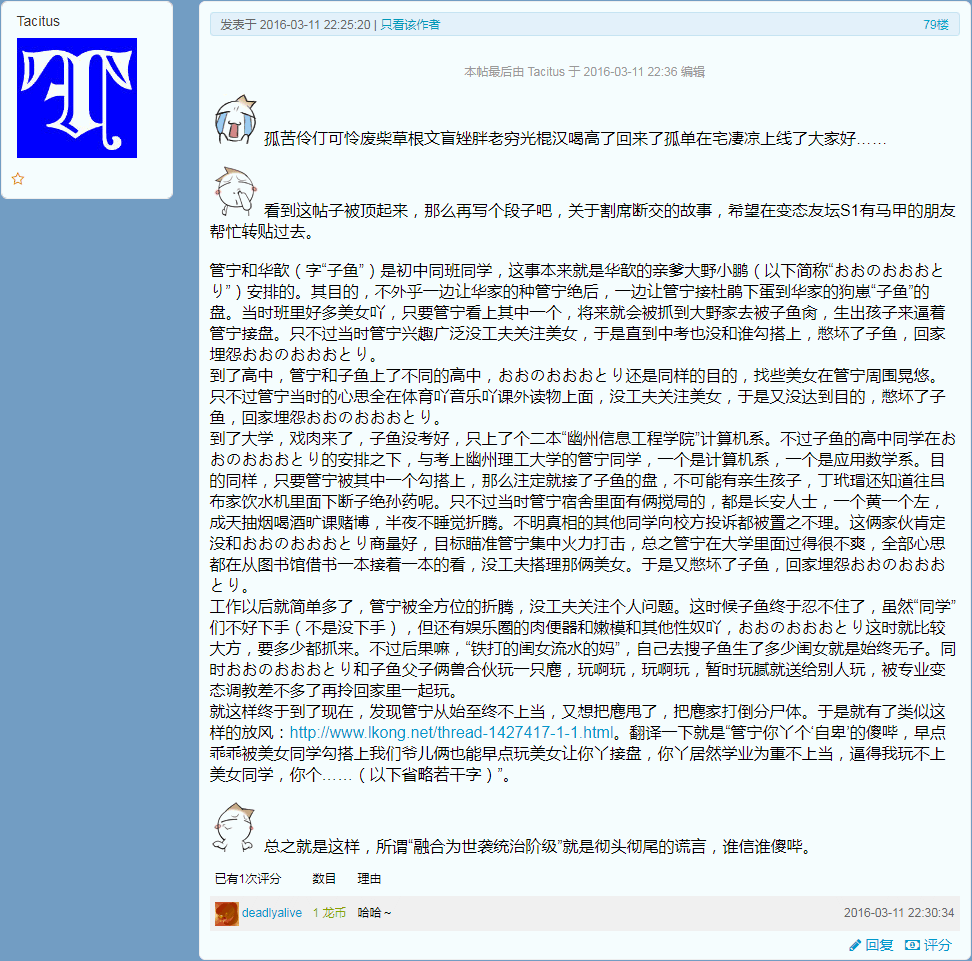 Tacitus
发表于 2016-03-11 22:25:20 | 只看该作者
79楼
本帖最后由 Tacitus 于 2016-03-11 22:36 编辑
孤苦伶仃可怜废柴草根文盲矬胖老穷光棍汉喝高了回来了孤单在宅凄凉上线了大家好……
看到这帖子被顶起来，那么再写个段子吧，关于割席断交的故事，希望在变态友坛S1有马甲的朋友
帮忙转贴过去。
管宁和华歆（字“子鱼”）是初中同班同学，这事本来就是华歆的亲爹大野小鹏（以下简称“おおのおおおと
り”）安排的。其目的，不外乎一边让华家的种管宁绝后，一边让管宁接杜鹃下蛋到华家的狗崽“子鱼”的
盘。当时班里好多美女吖，只要管宁看上其中一个，将来就会被抓到大野家去被子鱼肏，生出孩子来逼着
管宁接盘。只不过当时管宁兴趣广泛没工夫关注美女，于是直到中考也没和谁勾搭上，憋坏了子鱼，回家
埋怨おおのおおおとり。
到了高中，管宁和子鱼上了不同的高中，おおのおおおとり还是同样的目的，找些美女在管宁周围晃悠。
只不过管宁当时的心思全在体育吖音乐吖课外读物上面，没工夫关注美女，于是又没达到目的，憋坏了子
鱼，回家埋怨おおのおおおとり。
到了大学，戏肉来了，子鱼没考好，只上了个二本“幽州信息工程学院”计算机系。不过子鱼的高中同学在お
おのおおおとり的安排之下，与考上幽州理工大学的管宁同学，一个是计算机系，一个是应用数学系。目
的同样，只要管宁被其中一个勾搭上，那么注定就接了子鱼的盘，不可能有亲生孩子，丁玳瑁还知道往吕
布家饮水机里面下断子绝孙药呢。只不过当时管宁宿舍里面有俩搅局的，都是长安人士，一个黄一个左，
成天抽烟喝酒旷课赌博，半夜不睡觉折腾。不明真相的其他同学向校方投诉都被置之不理。这俩家伙肯定
没和おおのおおおとり商量好，目标瞄准管宁集中火力打击，总之管宁在大学里面过得很不爽，全部心思
都在从图书馆借书一本接着一本的看，没工夫搭理那俩美女。于是又憋坏了子鱼，回家埋怨おおのおおお
とり。
工作以后就简单多了，管宁被全方位的折腾，没工夫关注个人问题。这时候子鱼终于忍不住了，虽然“同学”
们不好下手（不是没下手），但还有娱乐圈的肉便器和嫩模和其他性奴吖，おおのおおおとり这时就比较
大方，要多少都抓来。不过后果嘛，“铁打的闺女流水的妈”，自己去搜子鱼生了多少闺女就是始终无子。同
时おおのおおおとり和子鱼父子俩兽合伙玩一只麀，玩啊玩，玩啊玩，暂时玩腻就送给别人玩，被专业变
态调教差不多了再拎回家里一起玩。
就这样终于到了现在，发现管宁从始至终不上当，又想把麀甩了，把麀家打倒分尸体。于是就有了类似这
样的放风：http://www.lkong.net/thread-1427417-1-1.html。翻译一下就是“管宁你丫个‘自卑’的傻哔，早点
乖乖被美女同学勾搭上我们爷儿俩也能早点玩美女让你丫接盘，你丫居然学业为重不上当，逼得我玩不上
美女同学，你个……（以下省略若干字）”。
总之就是这样，所谓“融合为世袭统治阶级”就是彻头彻尾的谎言，谁信谁傻哔。
已有1次评分 数目 理由
deadlyalive 1 龙币 哈哈～ 2016-03-11 22:30:34
回复 评分